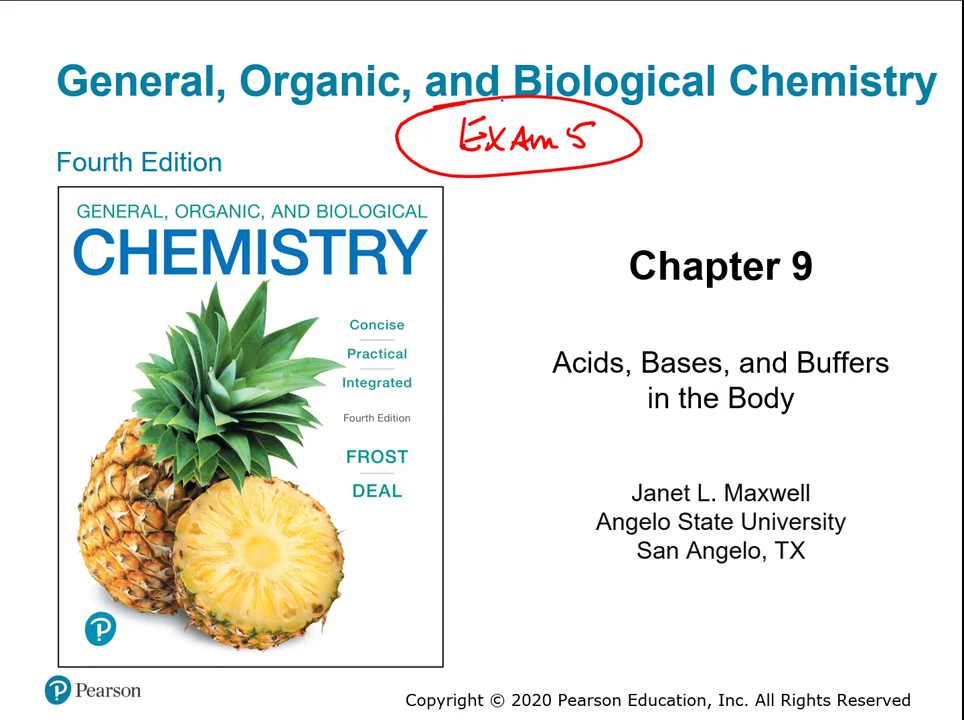 General, Organic, and Biological Chemistry
Exam 5
Fourth Edition
GENERAL, ORGANIC, AND BIOLOGICAL
CHEMISTRY
Concise
Practical
Integrated
Fourth Edition
FROST
DEAL
P
Chapter 9
Acids, Bases, and Buffers
in the Body
Janet L. Maxwell
Angelo State University
San Angelo, TX
P Pearson
Copyright © 2020 Pearson Education, Inc. All Rights Reserved